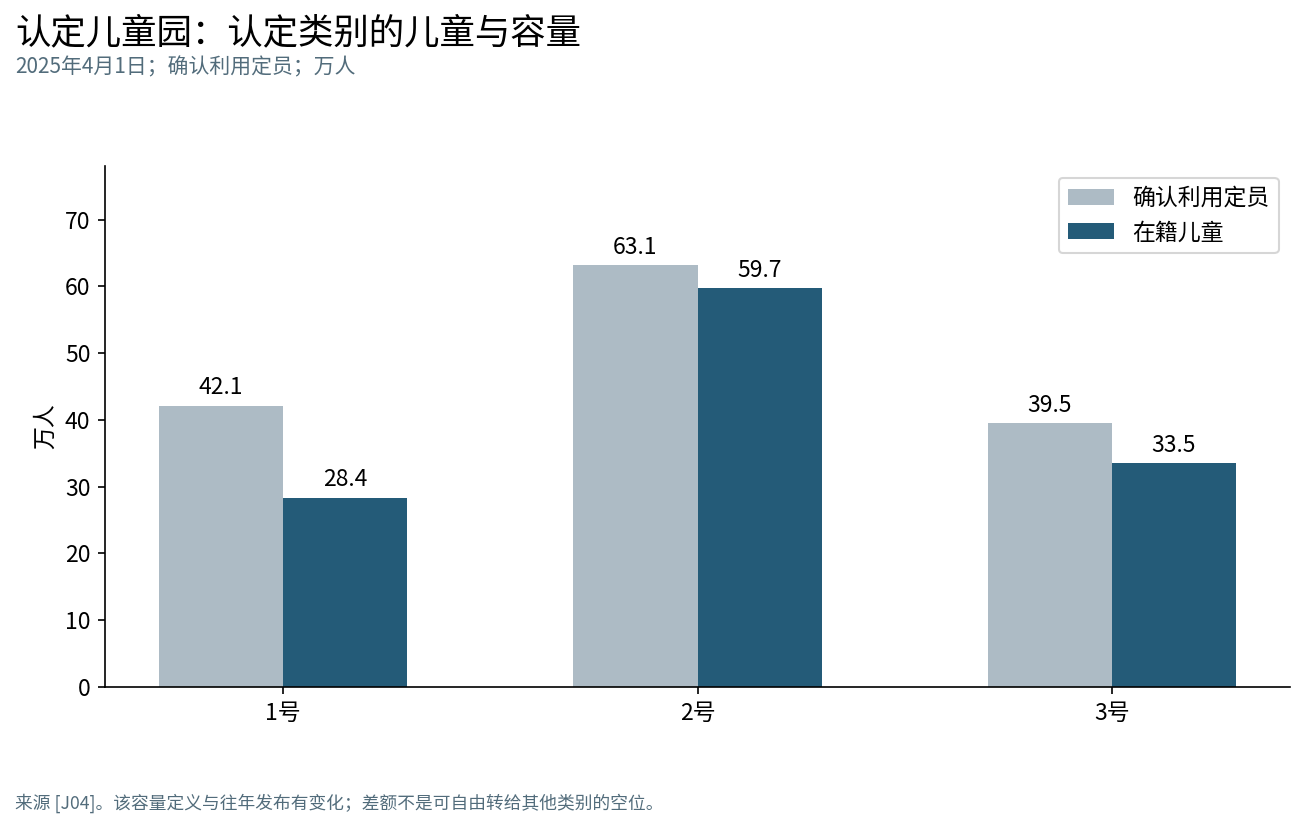 认定儿童园：认定类别的儿童与容量
2025年4月1日；确认利用定员；万人
确认利用定员
在籍儿童
万人
70
60
50
40
30
20
10
0
42.1
28.4
63.1
59.7
39.5
33.5
1号
2号
3号
来源 [J04]。该容量定义与往年发布有变化；差额不是可自由转给其他类别的空位。